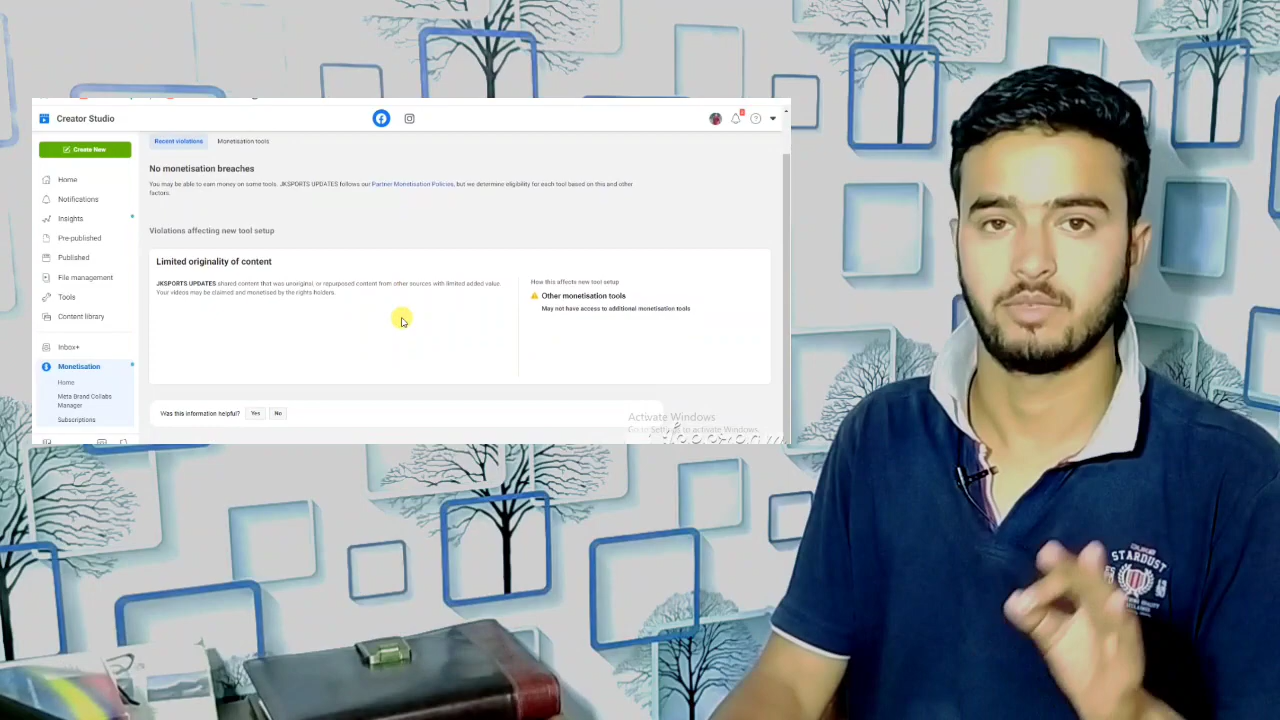 Creator Studio
Create New
Home
Notifications
Insights
Pre-published
Published
File management
Tools
Content library
Inbox+
Monetisation
Home
Meta Brand Collabs
Manager
Subscriptions
Recent violations
Monetisation tools
No monetisation breaches
You may be able to earn money on some tools. JKSPORTS UPDATES follows our Partner Monetisation Policies, but we determine eligibility for each tool based on this and other
factors.
Violations affecting new tool setup
Limited originality of content
JKSPORTS UPDATES shared content that was unoriginal, or repurposed content from other sources with limited added value.
Your videos may be claimed and monetised by the rights holders.
How this affects new tool setup
Other monetisation tools
May not have access to additional monetisation tools
Was this information helpful?
Yes
No
Activate Windows
Go to Settings to activate Windows.
STARDUST